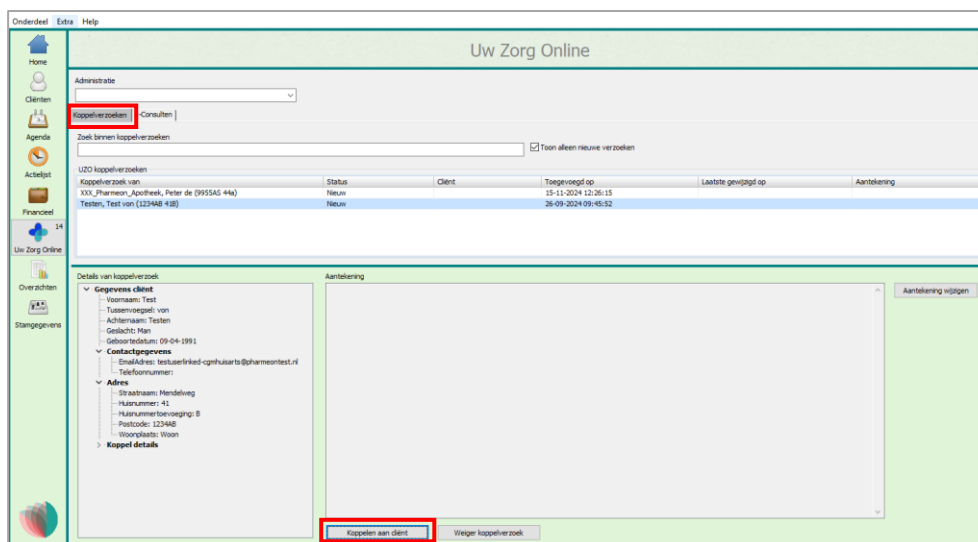 Onderdeel Extra Help
Uw Zorg Online
Home
Cliënten
Agenda
Actielijst
Financieel
14
Uw Zorg Online
Overzichten
Stamgegevens
Administratie
Koppelverzoeken -Consulten
Zoek binnen koppelverzoeken
Toon alleen nieuwe verzoeken
UZO koppelverzoeken
Koppelverzoek van Status Cliënt Toegevoegd op Laatste gewijzigd op Aantekening
XXX_Pharmeon_Apotheek, Peter de (9955AS 44a) Nieuw 15-11-2024 12:26:15
Testen, Test von (1234AB 41B) Nieuw 26-09-2024 09:45:52
Details van koppelverzoek
Gegevens cliënt
Voornaam: Test
Tussenvoegsel: von
Achternaam: Testen
Geslacht: Man
Geboortedatum: 09-04-1991
Contactgegevens
EmailAdres: testuserlinked-cgmhuisarts@pharmeontest.nl
Telefoonnummer:
Adres
Straatnaam: Mendelweg
Huisnummer: 41
Huisnummertoevoeging: B
Postcode: 1234AB
Woonplaats: Woon
Koppel details
Aantekening
Aantekening wijzigen
Koppelen aan cliënt Weiger koppelverzoek